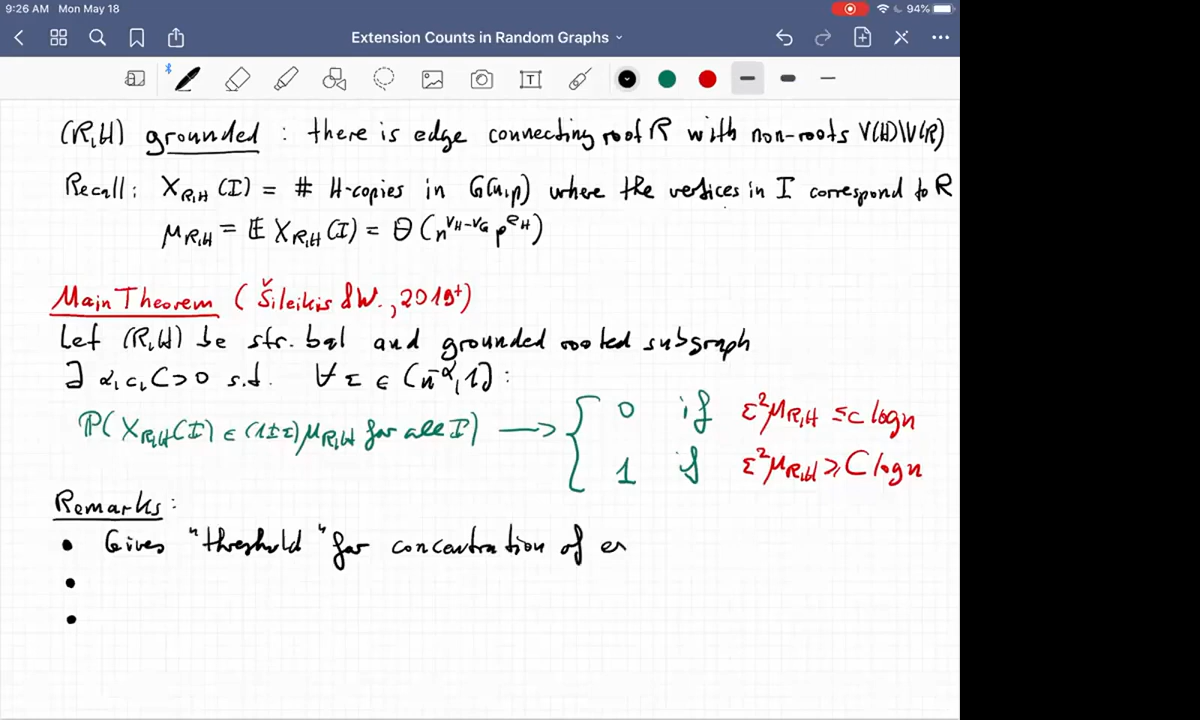 9:26 AM Mon May 18
94%
Extension Counts in Random Graphs
(R,H) grounded : there is edge connecting root R with non-roots V(H)\V(R)
Recall: X_{R,H}(I) = # H-copies in G(n,p) where the vertices in I correspond to R
μ_{R,H} = 𝔼 X_{R,H}(I) = Θ(n^{v_H-v_G} p^{e_H})
Main Theorem (Šileikis & W., 2019+)
Let (R,H) be str. bal and grounded rooted subgraph
∃ α,c,C>0 s.d. ∀ ε ∈ (n^{-α},1] :
ℙ(X_{R,H}(I) ∈ (1±ε)μ_{R,H} for all I) → { 0 if ε²μ_{R,H} ≤ c log n
1 if ε²μ_{R,H} ≥ C log n
Remarks:
• Gives "threshold" for concentration of ex
•
•